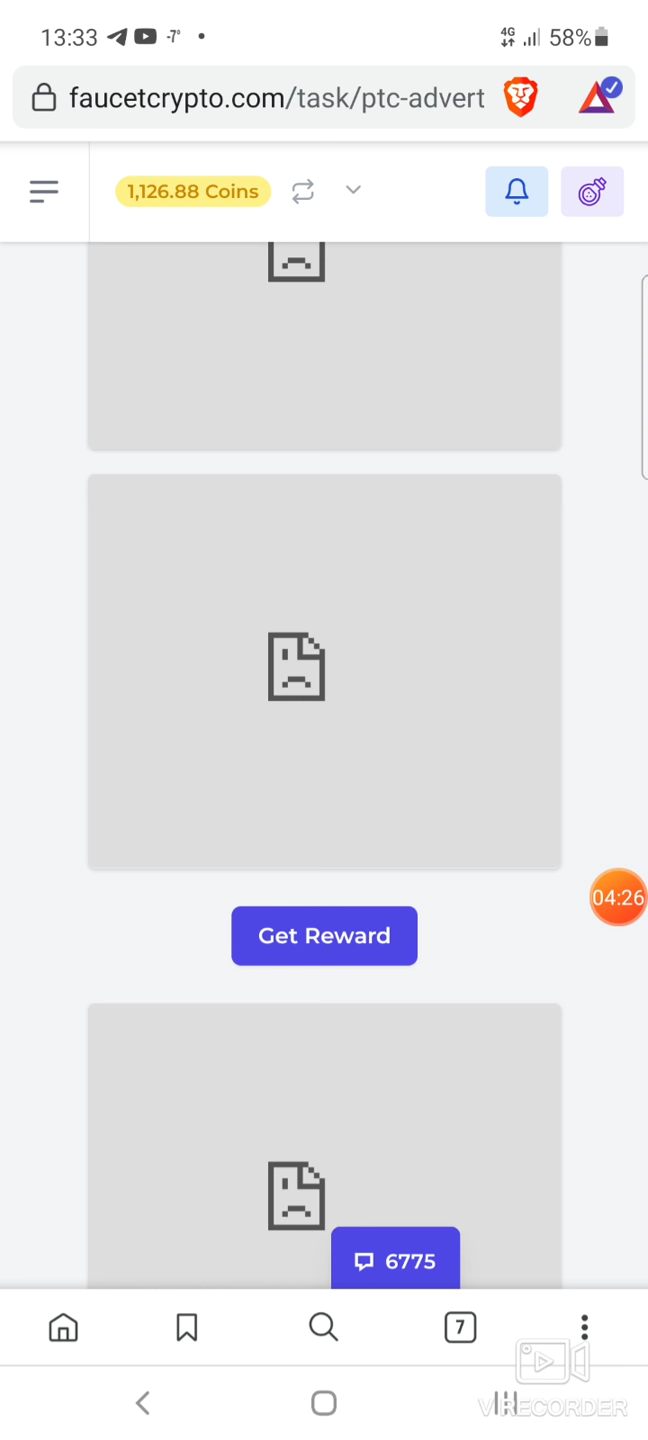 13:33 -7° 4G 58%
faucetcrypto.com/task/ptc-advert
1,126.88 Coins
04:26
Get Reward
6775
7
VIRECORDER